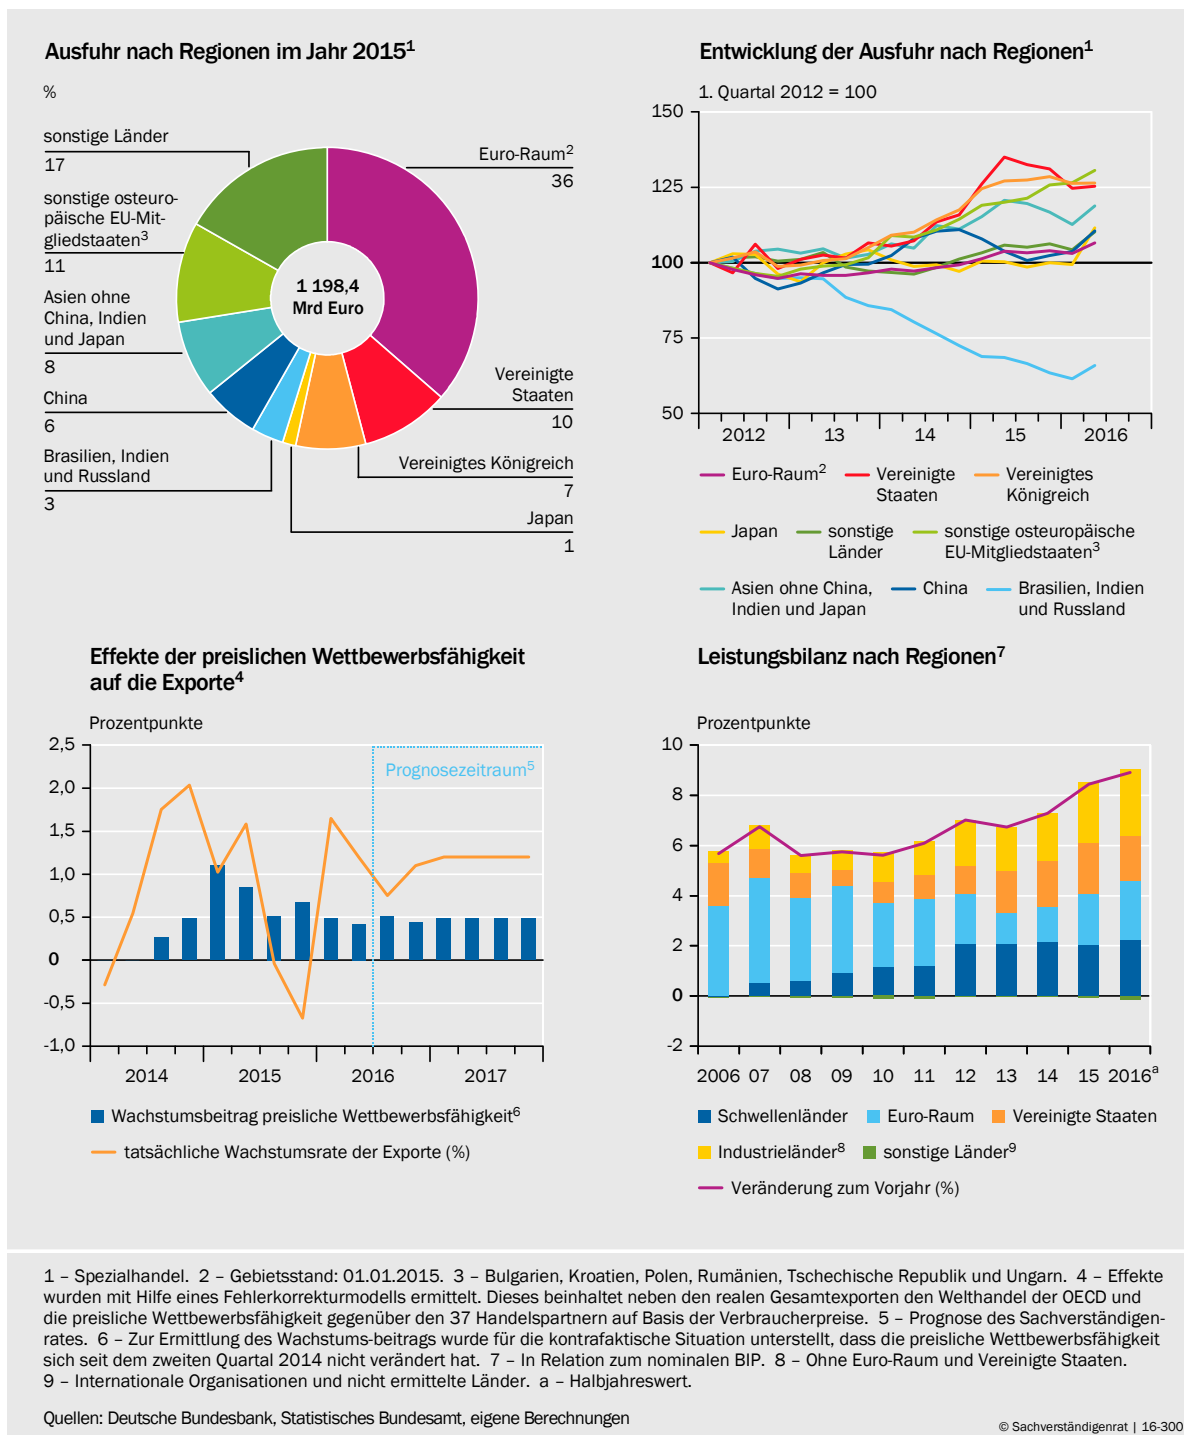 Ausfuhr nach Regionen im Jahr 2015¹
%
sonstige Länder
17
sonstige osteuro-
päische EU-Mit-
gliedstaaten³
11
Asien ohne
China, Indien
und Japan
8
China
6
Brasilien, Indien
und Russland
3
1 198,4
Mrd Euro
Euro-Raum²
36
Vereinigte
Staaten
10
Vereinigtes Königreich
7
Japan
1
Entwicklung der Ausfuhr nach Regionen¹
1. Quartal 2012 = 100
150
125
100
75
50
2012 13 14 15 2016
Euro-Raum² Vereinigte Staaten Vereinigtes Königreich
Japan sonstige Länder sonstige osteuropäische EU-Mitgliedstaaten³
Asien ohne China, Indien und Japan China Brasilien, Indien und Russland
Effekte der preislichen Wettbewerbsfähigkeit
auf die Exporte⁴
Prozentpunkte
2,5
2,0
1,5
1,0
0,5
0
-0,5
-1,0
Prognosezeitraum⁵
2014 2015 2016 2017
Wachstumsbeitrag preisliche Wettbewerbsfähigkeit⁶
tatsächliche Wachstumsrate der Exporte (%)
Leistungsbilanz nach Regionen⁷
Prozentpunkte
10
8
6
4
2
0
-2
2006 07 08 09 10 11 12 13 14 15 2016ᵃ
Schwellenländer Euro-Raum Vereinigte Staaten
Industrieländer⁸ sonstige Länder⁹
Veränderung zum Vorjahr (%)
1 – Spezialhandel. 2 – Gebietsstand: 01.01.2015. 3 – Bulgarien, Kroatien, Polen, Rumänien, Tschechische Republik und Ungarn. 4 – Effekte
wurden mit Hilfe eines Fehlerkorrekturmodells ermittelt. Dieses beinhaltet neben den realen Gesamtexporten den Welthandel der OECD und
die preisliche Wettbewerbsfähigkeit gegenüber den 37 Handelspartnern auf Basis der Verbraucherpreise. 5 – Prognose des Sachverständigen-
rates. 6 – Zur Ermittlung des Wachstums-beitrags wurde für die kontrafaktische Situation unterstellt, dass die preisliche Wettbewerbsfähigkeit
sich seit dem zweiten Quartal 2014 nicht verändert hat. 7 – In Relation zum nominalen BIP. 8 – Ohne Euro-Raum und Vereinigte Staaten.
9 – Internationale Organisationen und nicht ermittelte Länder. a – Halbjahreswert.
Quellen: Deutsche Bundesbank, Statistisches Bundesamt, eigene Berechnungen
© Sachverständigenrat | 16-300